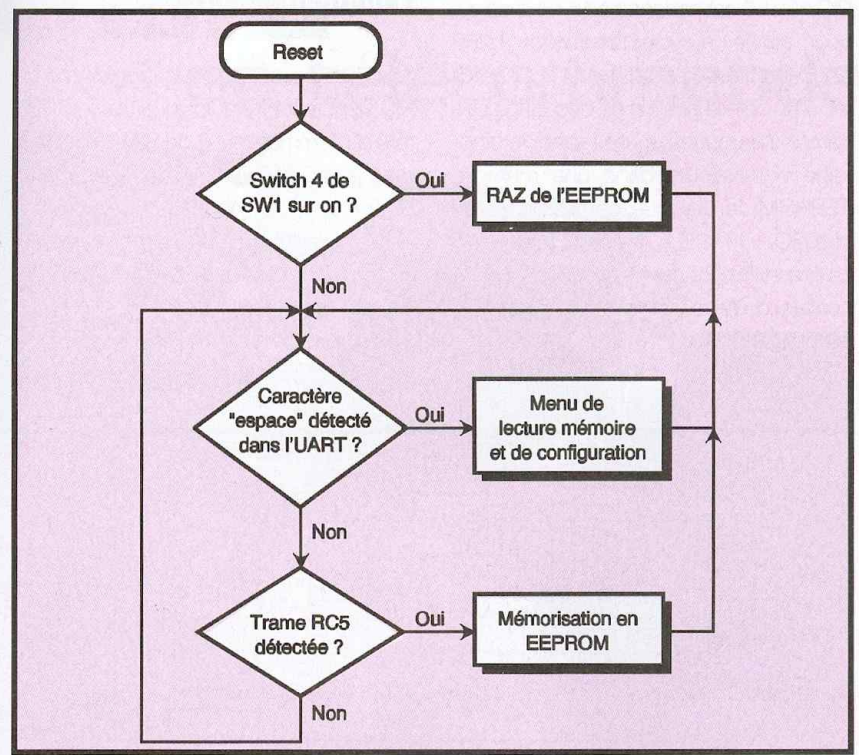 Reset
Switch 4 de
SW1 sur on ?
Oui
RAZ de l'EEPROM
Non
Caractère
"espace" détecté
dans l'UART ?
Oui
Menu de
lecture mémoire
et de configuration
Non
Trame RC5
détectée ?
Oui
Mémorisation en
EEPROM
Non